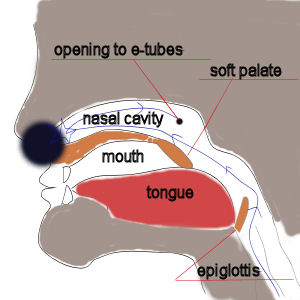 opening to e-tubes
soft palate
nasal cavity
mouth
tongue
epiglottis